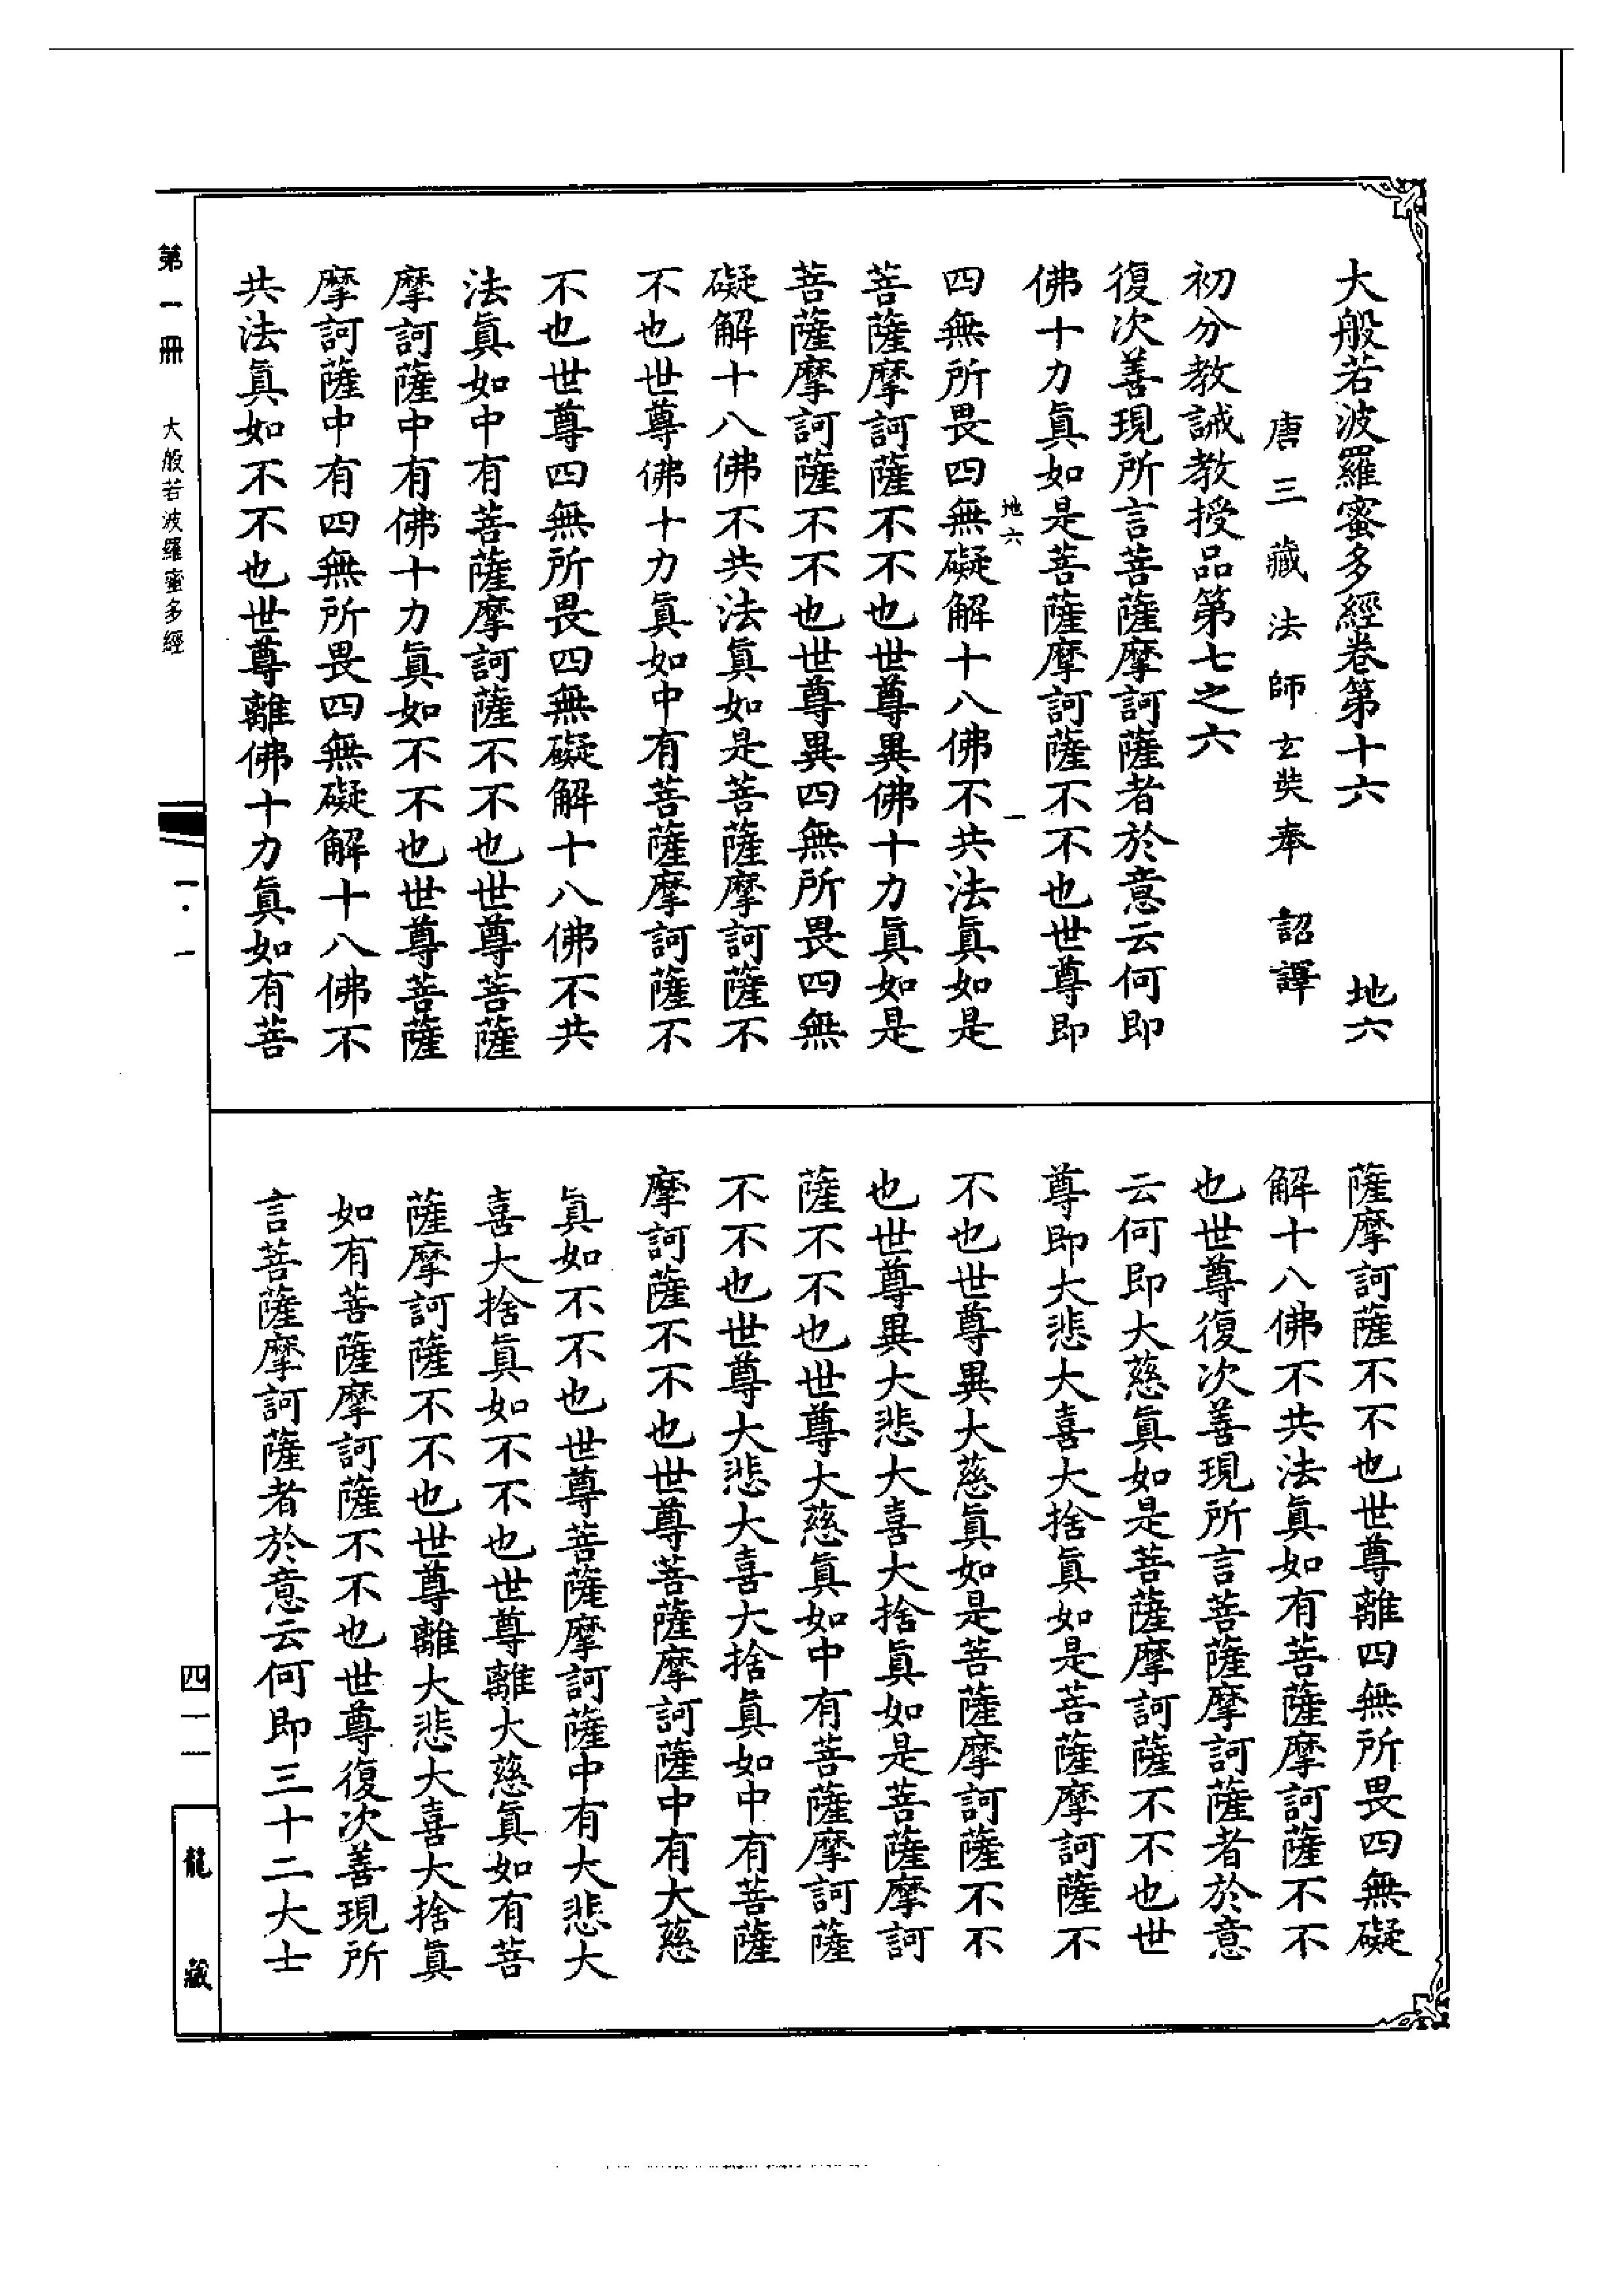 大般若波羅蜜多經卷第十六 地六
唐三藏法師玄奘奉 詔譯
初分教誡教授品第七之六
復次善現所言菩薩摩訶薩者於意云何即
佛十力眞如是菩薩摩訶薩不不也世尊即
地六 一
四無所畏四無礙解十八佛不共法眞如是
菩薩摩訶薩不不也世尊異佛十力眞如是
菩薩摩訶薩不不也世尊異四無所畏四無
礙解十八佛不共法眞如是菩薩摩訶薩不
不也世尊佛十力眞如中有菩薩摩訶薩不
不也世尊四無所畏四無礙解十八佛不共
法眞如中有菩薩摩訶薩不不也世尊菩薩
摩訶薩中有佛十力眞如不不也世尊菩薩
摩訶薩中有四無所畏四無礙解十八佛不
共法眞如不不也世尊離佛十力眞如有菩
薩摩訶薩不不也世尊離四無所畏四無礙
解十八佛不共法眞如有菩薩摩訶薩不不
也世尊復次善現所言菩薩摩訶薩者於意
云何即大慈眞如是菩薩摩訶薩不不也世
尊即大悲大喜大捨眞如是菩薩摩訶薩不
不也世尊異大慈眞如是菩薩摩訶薩不不
也世尊異大悲大喜大捨眞如是菩薩摩訶
薩不不也世尊大慈眞如中有菩薩摩訶薩
不不也世尊大悲大喜大捨眞如中有菩薩
摩訶薩不不也世尊菩薩摩訶薩中有大慈
眞如不不也世尊菩薩摩訶薩中有大悲大
喜大捨眞如不不也世尊離大慈眞如有菩
薩摩訶薩不不也世尊離大悲大喜大捨眞
如有菩薩摩訶薩不不也世尊復次善現所
言菩薩摩訶薩者於意云何即三十二大士
第一冊 大般若波羅蜜多經
一·一
四一一
龍藏